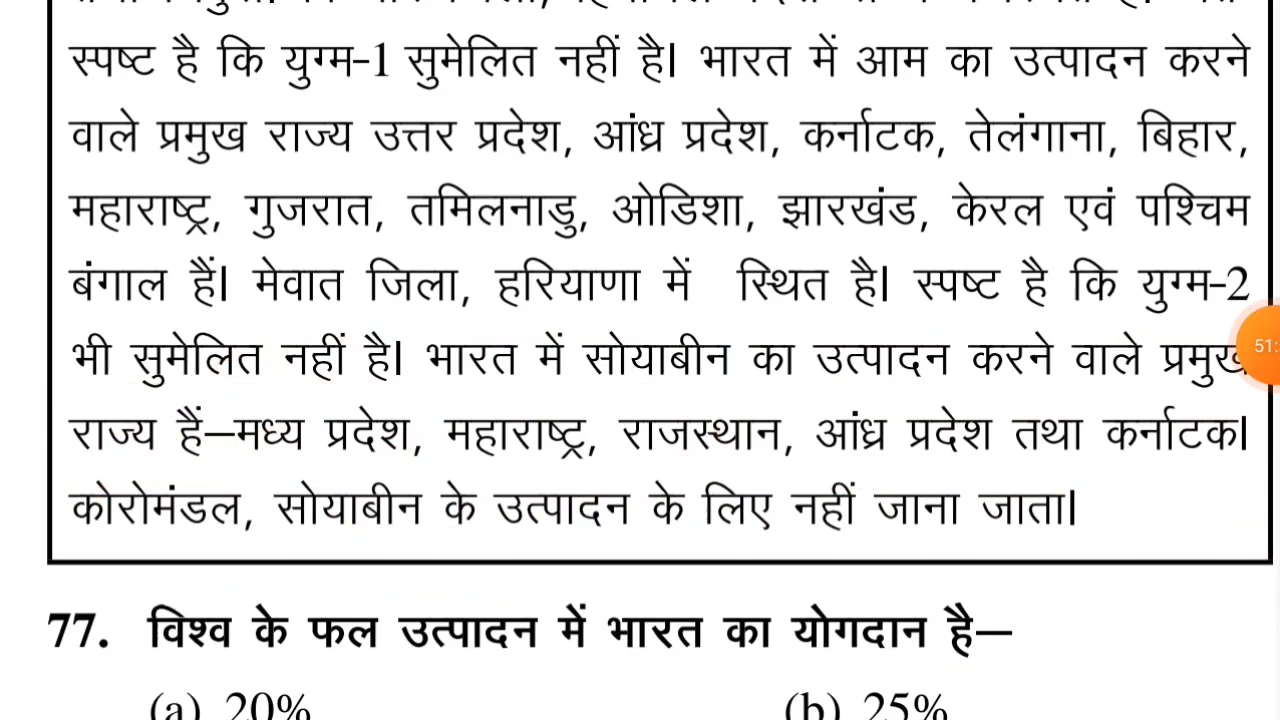 स्पष्ट है कि युग्म-1 सुमेलित नहीं है। भारत में आम का उत्पादन करने
वाले प्रमुख राज्य उत्तर प्रदेश, आंध्र प्रदेश, कर्नाटक, तेलंगाना, बिहार,
महाराष्ट्र, गुजरात, तमिलनाडु, ओडिशा, झारखंड, केरल एवं पश्चिम
बंगाल हैं। मेवात जिला, हरियाणा में स्थित है। स्पष्ट है कि युग्म-2
भी सुमेलित नहीं है। भारत में सोयाबीन का उत्पादन करने वाले प्रमुख
51:
राज्य हैं–मध्य प्रदेश, महाराष्ट्र, राजस्थान, आंध्र प्रदेश तथा कर्नाटक।
कोरोमंडल, सोयाबीन के उत्पादन के लिए नहीं जाना जाता।
77. विश्व के फल उत्पादन में भारत का योगदान है–
(a) 20% (b) 25%